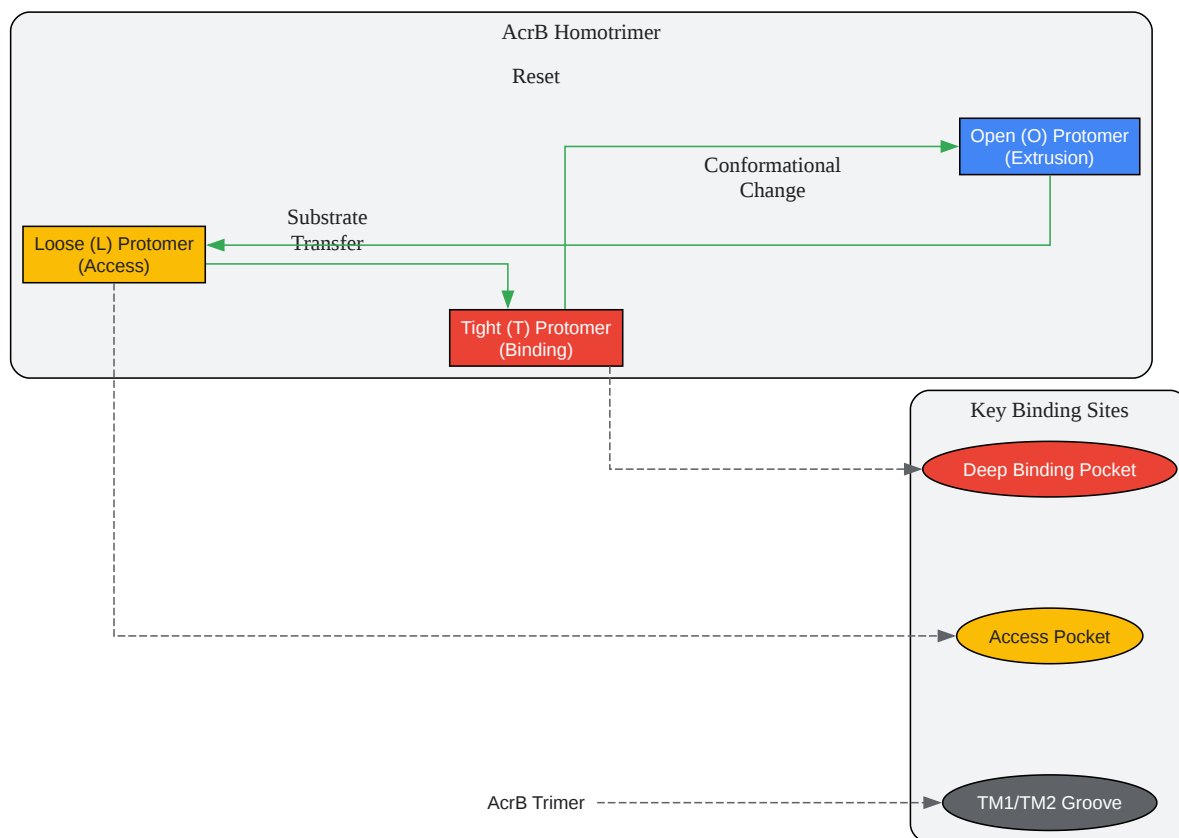 AcrB Homotrimer
Reset
Open (O) Protomer
(Extrusion)
Conformational
Change
Substrate
Transfer
Loose (L) Protomer
(Access)
Tight (T) Protomer
(Binding)
Key Binding Sites
Deep Binding Pocket
Access Pocket
AcrB Trimer
TM1/TM2 Groove